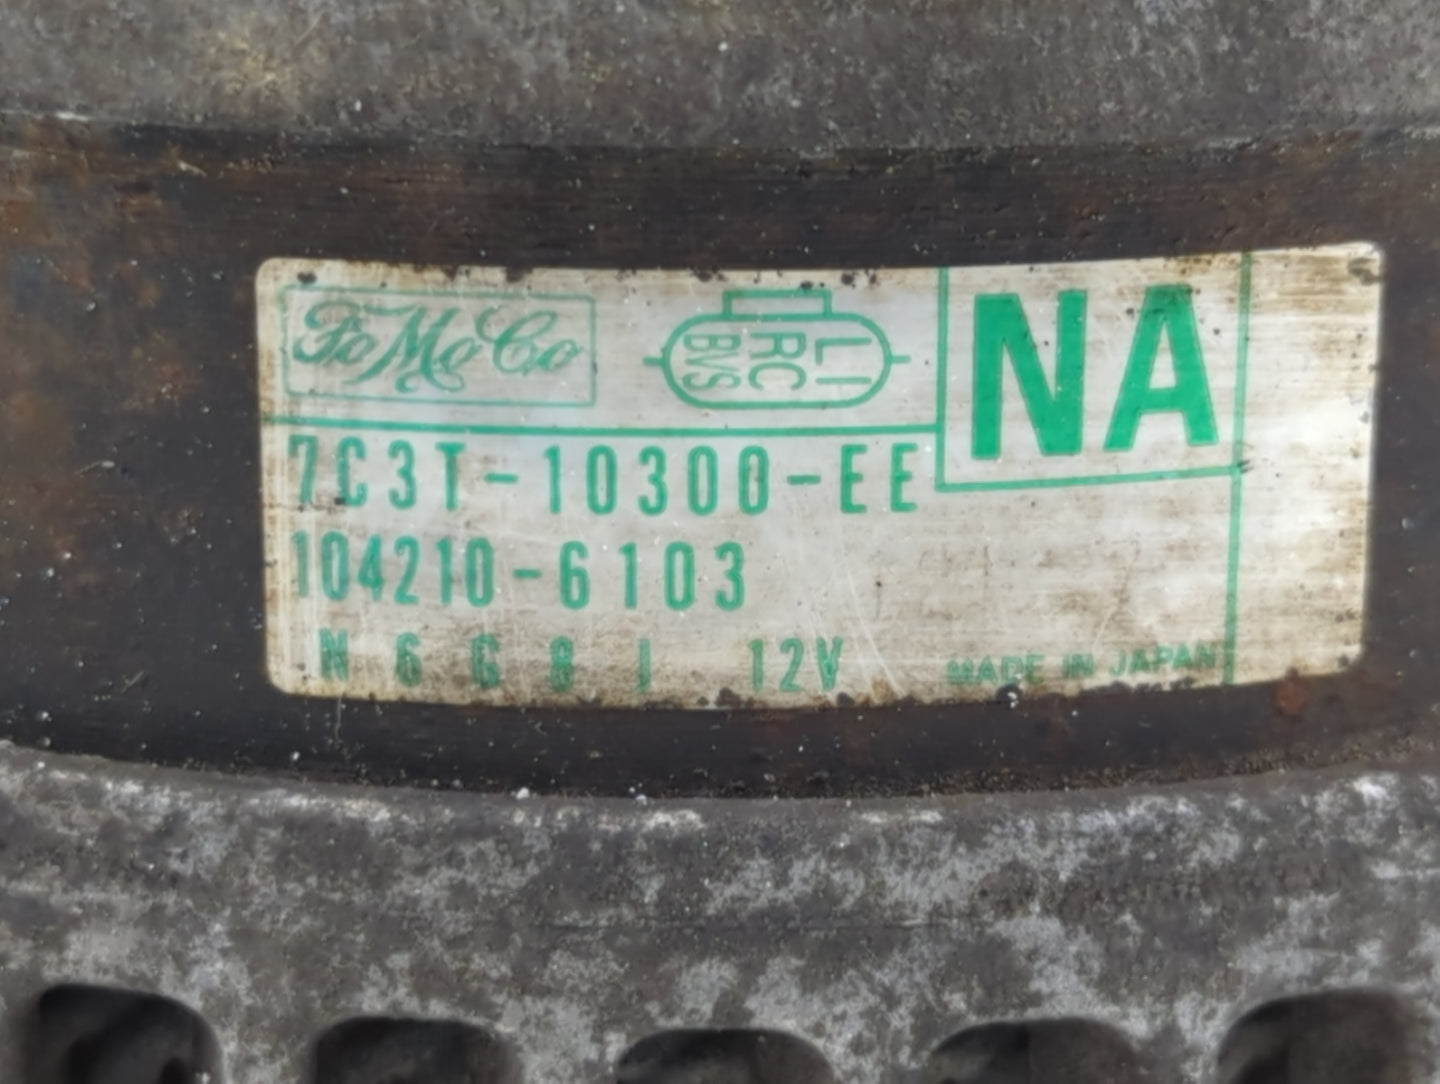 FoMoCo
LI
RC
BVS
NA
7C3T-10300-EE
104210-6103
N 6 G 8 J 12V MADE IN JAPAN